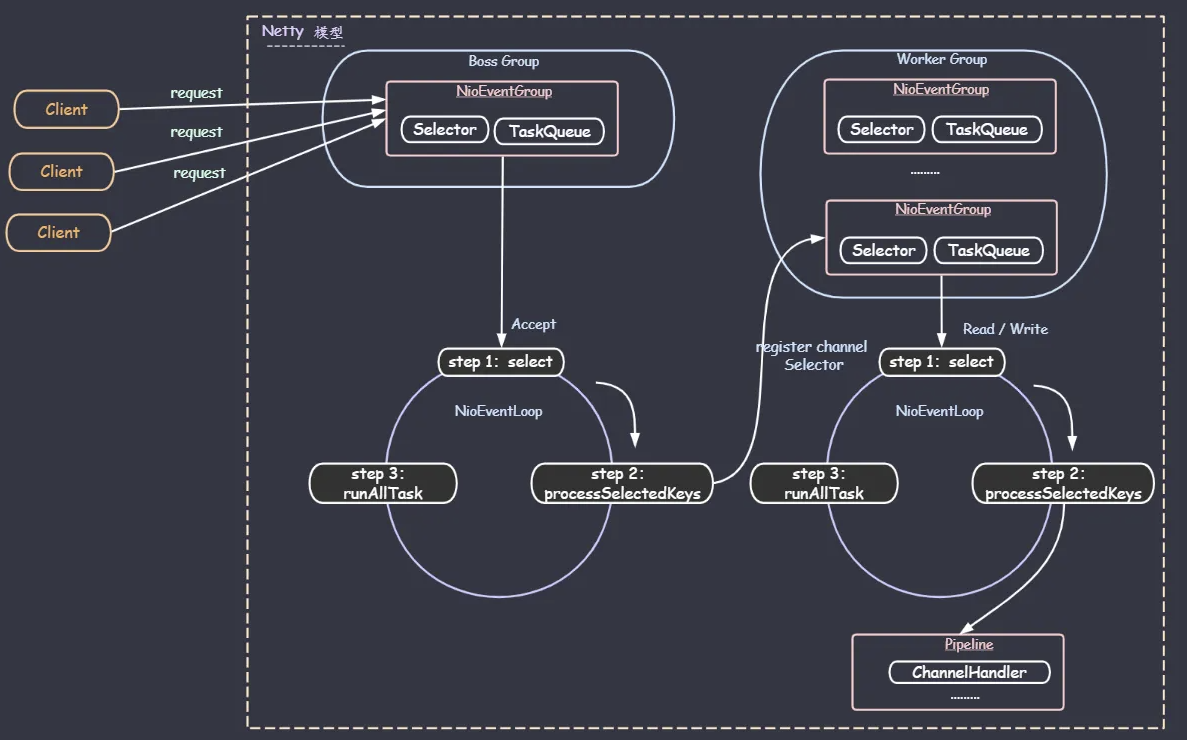 Netty 模型
Boss Group
NioEventGroup
Selector
TaskQueue
Worker Group
NioEventGroup
Selector
TaskQueue
.........
NioEventGroup
Selector
TaskQueue
Client
request
Client
request
Client
request
Accept
step 1: select
NioEventLoop
step 2:
processSelectedKeys
step 3:
runAllTask
register channel
Selector
Read / Write
step 1: select
NioEventLoop
step 2:
processSelectedKeys
step 3:
runAllTask
Pipeline
ChannelHandler
.........